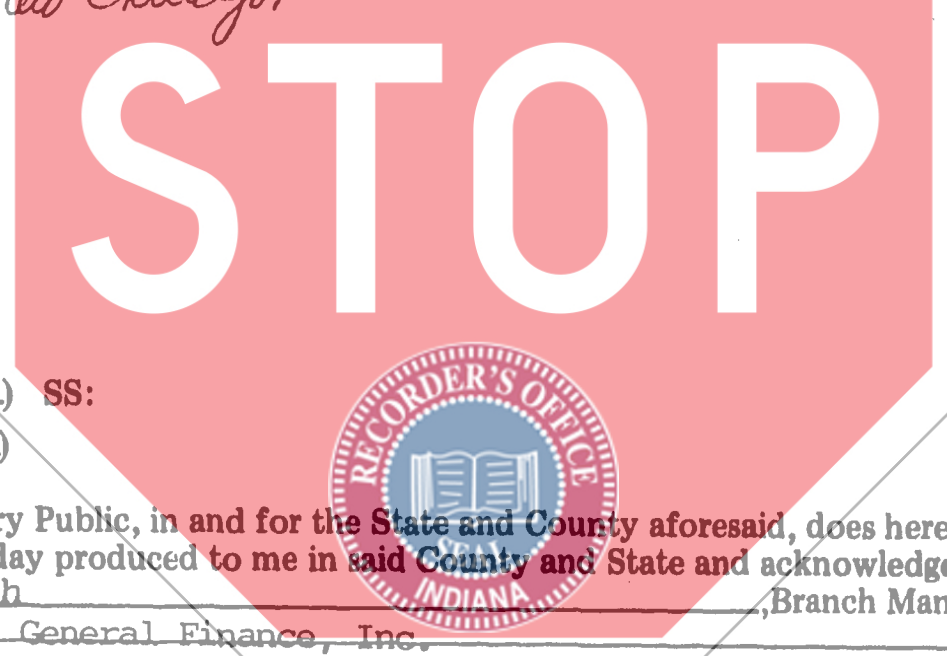 STOP
) SS:
)
RECORDER'S OFFICE
SEAL
INDIANA
ry Public, in and for the State and County aforesaid, does here
day produced to me in said County and State and acknowledge
h ,Branch Man
General Finance, Inc.